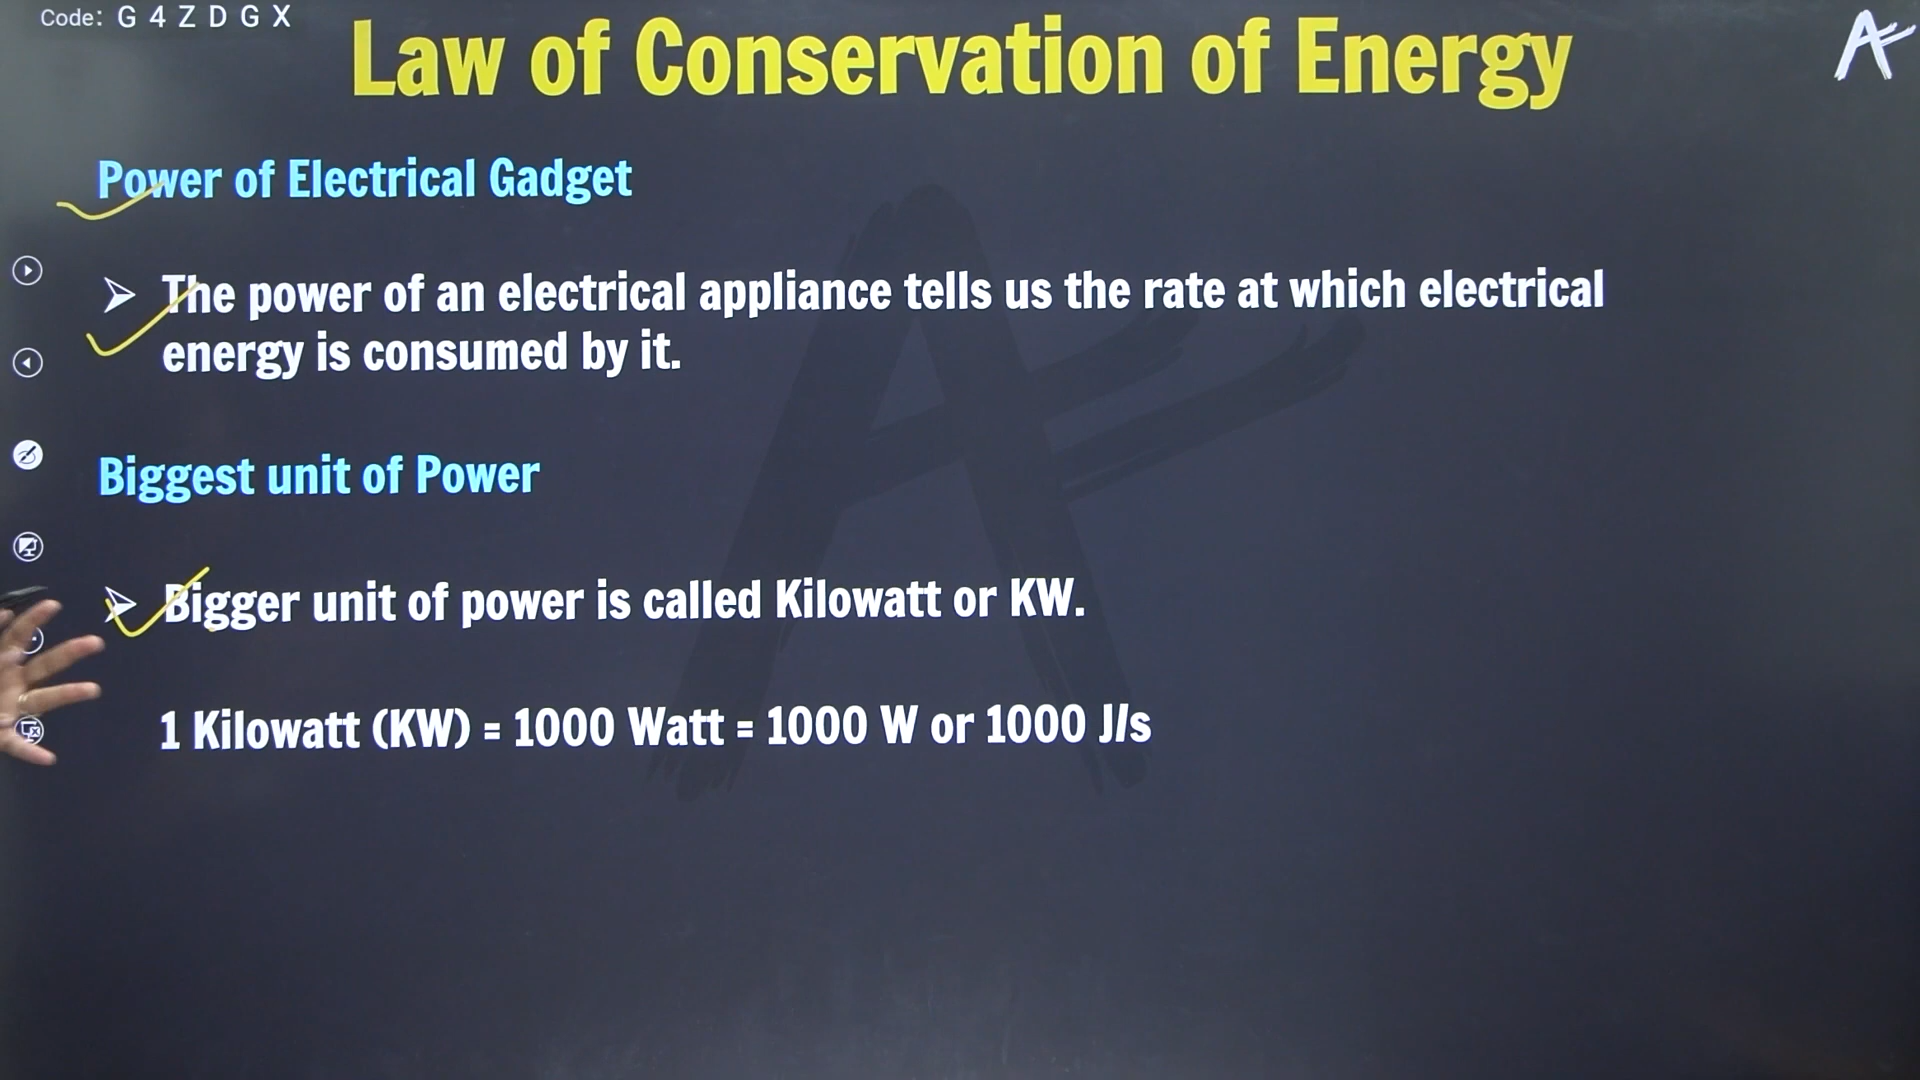 Code: G 4 Z D G X
Law of Conservation of Energy
Power of Electrical Gadget
The power of an electrical appliance tells us the rate at which electrical
energy is consumed by it.
Biggest unit of Power
Bigger unit of power is called Kilowatt or KW.
1 Kilowatt (KW) = 1000 Watt = 1000 W or 1000 J/s